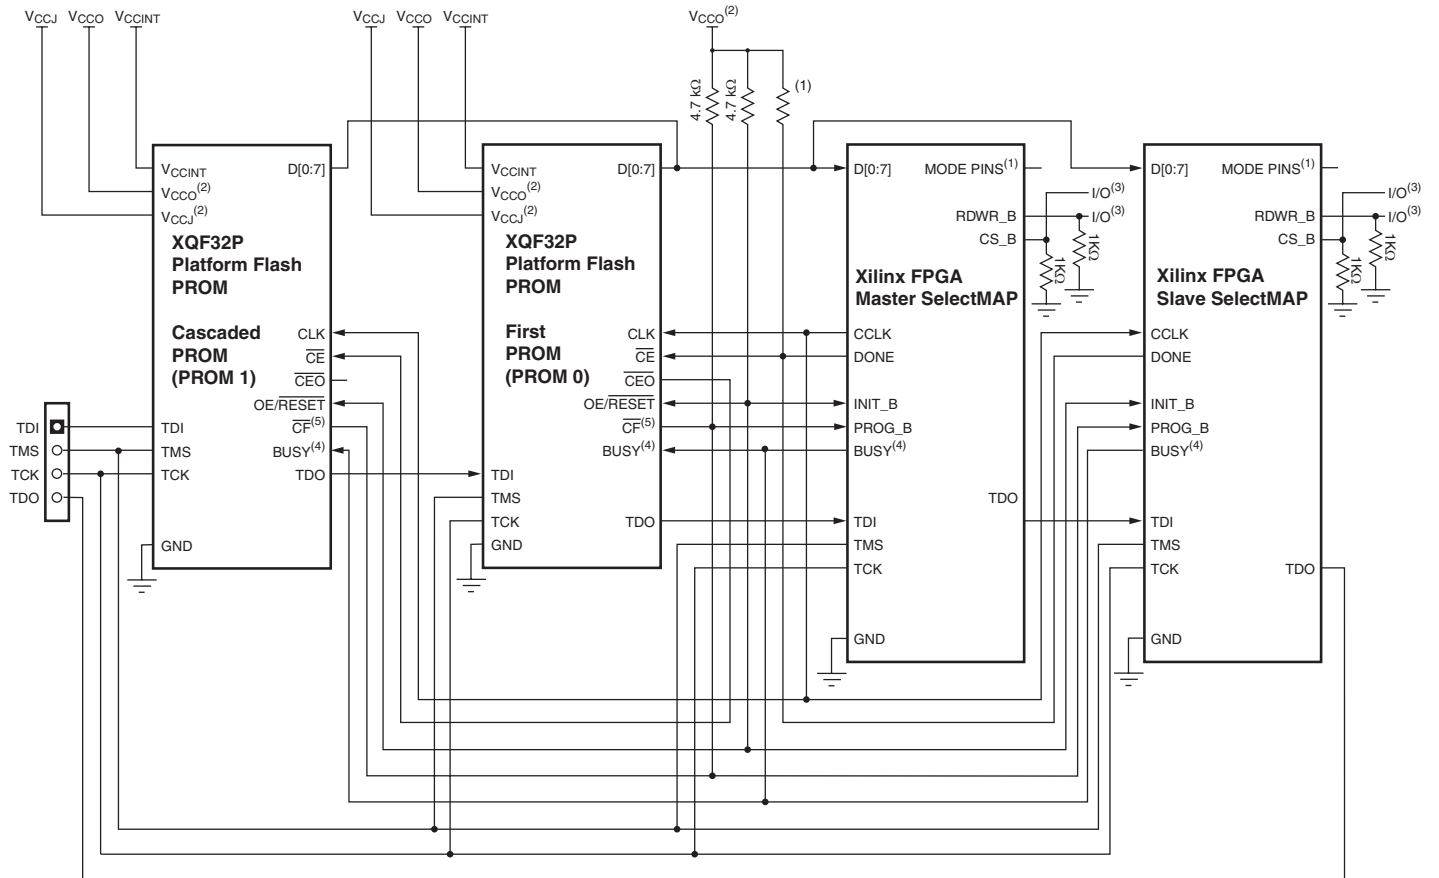 VCCJ VCCO VCCINT
VCCJ VCCO VCCINT
VCCO(2)
4.7 kΩ
4.7 kΩ
(1)
VCCINT
VCCO(2)
VCCJ(2)
D[0:7]
XQF32P
Platform Flash
PROM
Cascaded
PROM
(PROM 1)
CLK
CE
CEO
OE/RESET
CF(5)
BUSY(4)
TDO
TDI
TMS
TCK
GND
TDI
TMS
TCK
TDO
VCCINT
VCCO(2)
VCCJ(2)
D[0:7]
XQF32P
Platform Flash
PROM
First
PROM
(PROM 0)
CLK
CE
CEO
OE/RESET
CF(5)
BUSY(4)
TDI
TMS
TCK
GND
TDO
D[0:7]
MODE PINS(1)
RDWR_B
CS_B
I/O(3)
I/O(3)
1KΩ
1KΩ
Xilinx FPGA
Master SelectMAP
CCLK
DONE
INIT_B
PROG_B
BUSY(4)
TDO
TDI
TMS
TCK
GND
D[0:7]
MODE PINS(1)
RDWR_B
CS_B
I/O(3)
I/O(3)
1KΩ
1KΩ
Xilinx FPGA
Slave SelectMAP
CCLK
DONE
INIT_B
PROG_B
BUSY(4)
TDI
TMS
TCK
TDO
GND